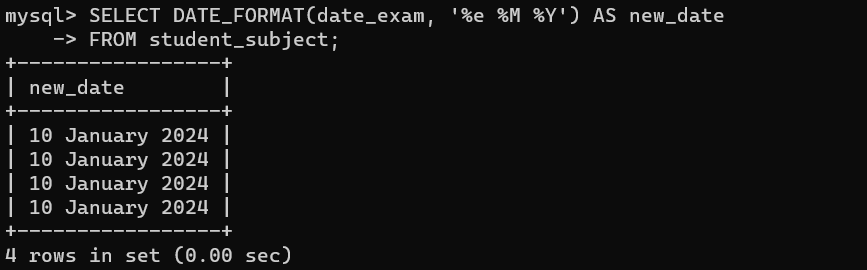 mysql> SELECT DATE_FORMAT(date_exam, '%e %M %Y') AS new_date
    -> FROM student_subject;
+-----------------+
| new_date        |
+-----------------+
| 10 January 2024 |
| 10 January 2024 |
| 10 January 2024 |
| 10 January 2024 |
+-----------------+
4 rows in set (0.00 sec)